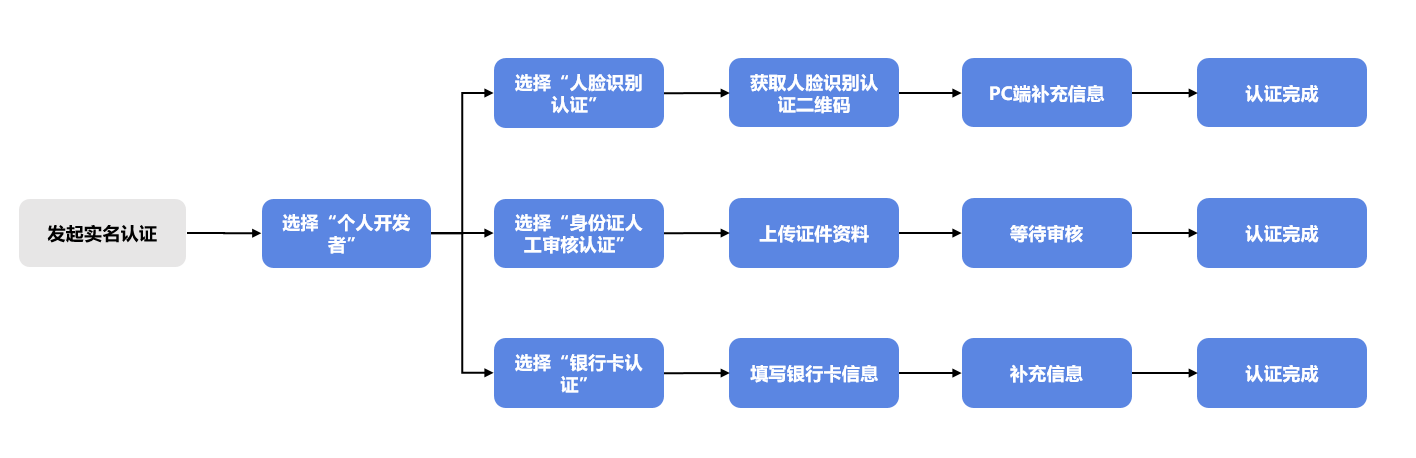 选择“人脸识别
认证”
获取人脸识别认
证二维码
PC端补充信息
认证完成
发起实名认证
选择“个人开发
者”
选择“身份证人
工审核认证”
上传证件资料
等待审核
认证完成
选择“银行卡认
证”
填写银行卡信息
补充信息
认证完成